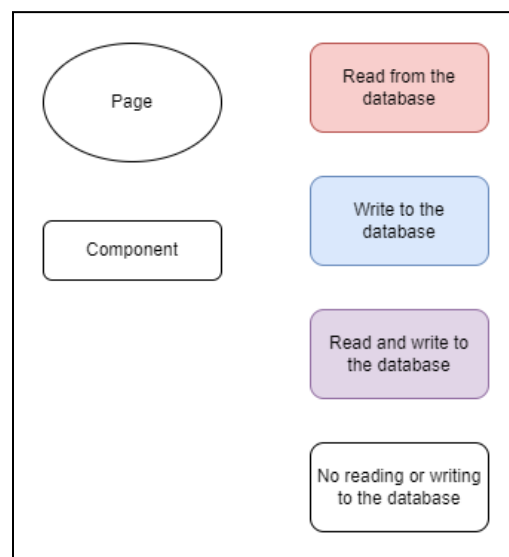 Page
Component
Read from the
database
Write to the
database
Read and write to
the database
No reading or writing
to the database